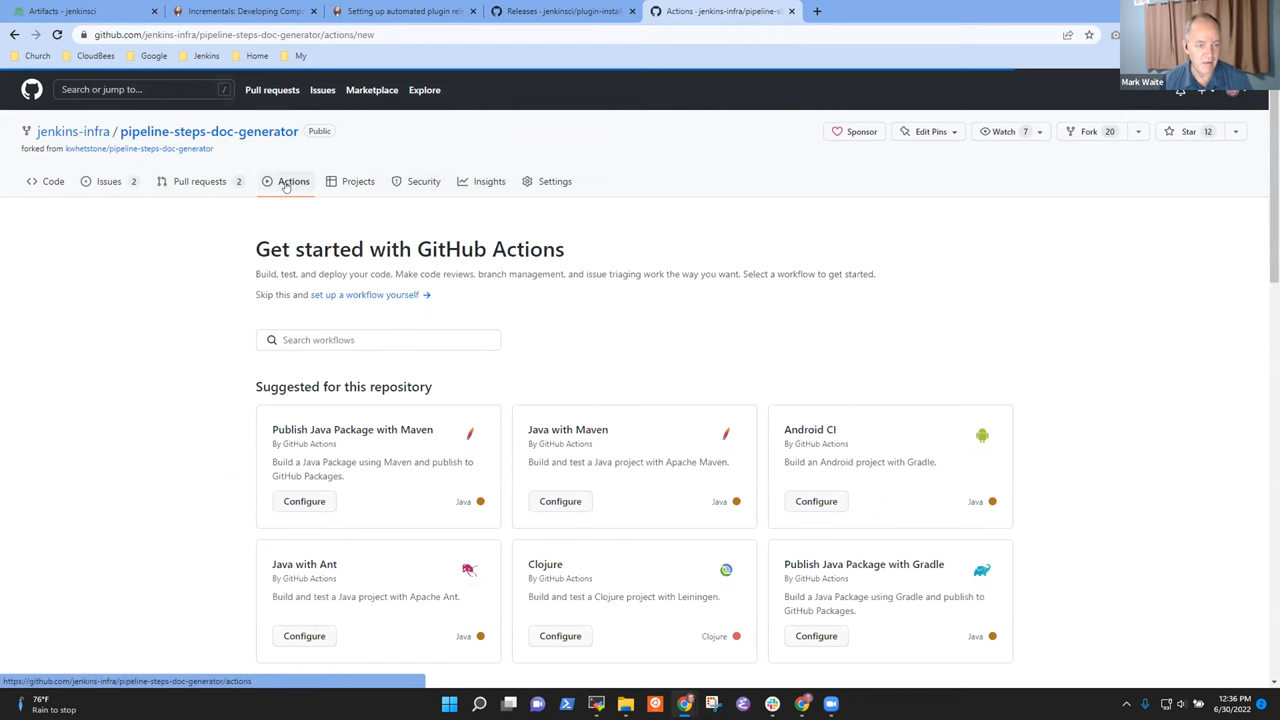 Artifacts - jenkinsci
Incrementals: Developing Comp
Setting up automated plugin rele
Releases · jenkinsci/plugin-install
Actions · jenkins-infra/pipeline-s
github.com/jenkins-infra/pipeline-steps-doc-generator/actions/new
Church
CloudBees
Google
Jenkins
Home
My
Mark Waite
Search or jump to...
/
Pull requests
Issues
Marketplace
Explore
jenkins-infra / pipeline-steps-doc-generator
Public
forked from kwhetstone/pipeline-steps-doc-generator
Sponsor
Edit Pins
Watch 7
Fork 20
Star 12
Code
Issues 2
Pull requests 2
Actions
Projects
Security
Insights
Settings
Get started with GitHub Actions
Build, test, and deploy your code. Make code reviews, branch management, and issue triaging work the way you want. Select a workflow to get started.
Skip this and set up a workflow yourself →
Search workflows
Suggested for this repository
Publish Java Package with Maven
By GitHub Actions
Build a Java Package using Maven and publish to
GitHub Packages.
Configure
Java
Java with Maven
By GitHub Actions
Build and test a Java project with Apache Maven.
Configure
Java
Android CI
By GitHub Actions
Build an Android project with Gradle.
Configure
Java
Java with Ant
By GitHub Actions
Build and test a Java project with Apache Ant.
Configure
Java
Clojure
By GitHub Actions
Build and test a Clojure project with Leiningen.
Configure
Clojure
Publish Java Package with Gradle
By GitHub Actions
Build a Java Package using Gradle and publish to
GitHub Packages.
Configure
Java
https://github.com/jenkins-infra/pipeline-steps-doc-generator/actions
76°F
Rain to stop
12:36 PM
6/30/2022
2